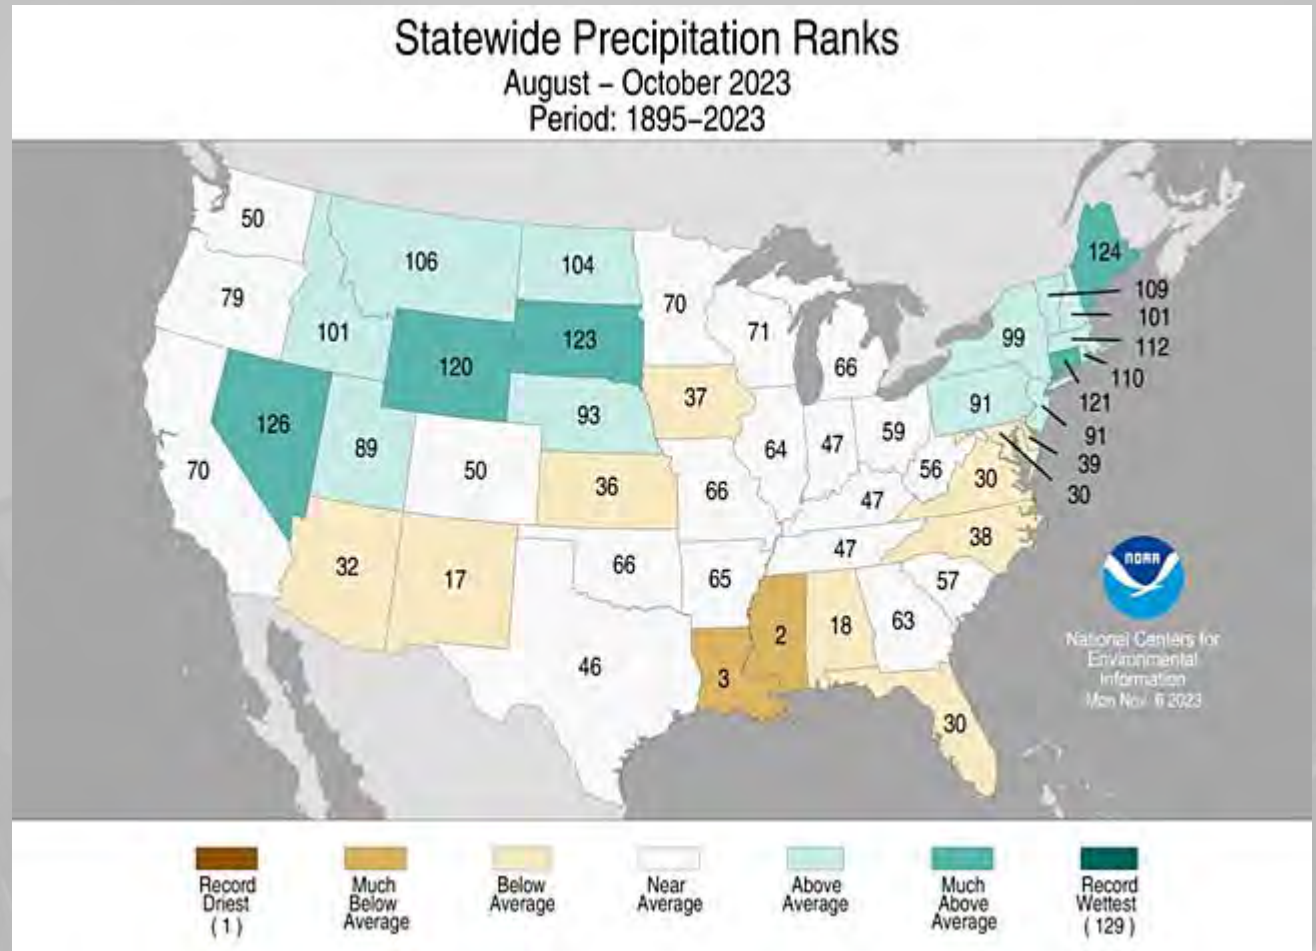 Statewide Precipitation Ranks
August – October 2023
Period: 1895–2023
50
106
104
124
79
70
109
101
101
123
71
99
112
120
66
110
37
126
93
91
121
89
59
91
64
47
70
50
39
56
30
36
66
30
47
38
47
32
66
65
17
57
63
18
2
46
3
30
NOAA
National Centers for
Environmental
Information
Mon Nov. 6 2023
Record
Driest
( 1 )
Much
Below
Average
Below
Average
Near
Average
Above
Average
Much
Above
Average
Record
Wettest
( 129 )